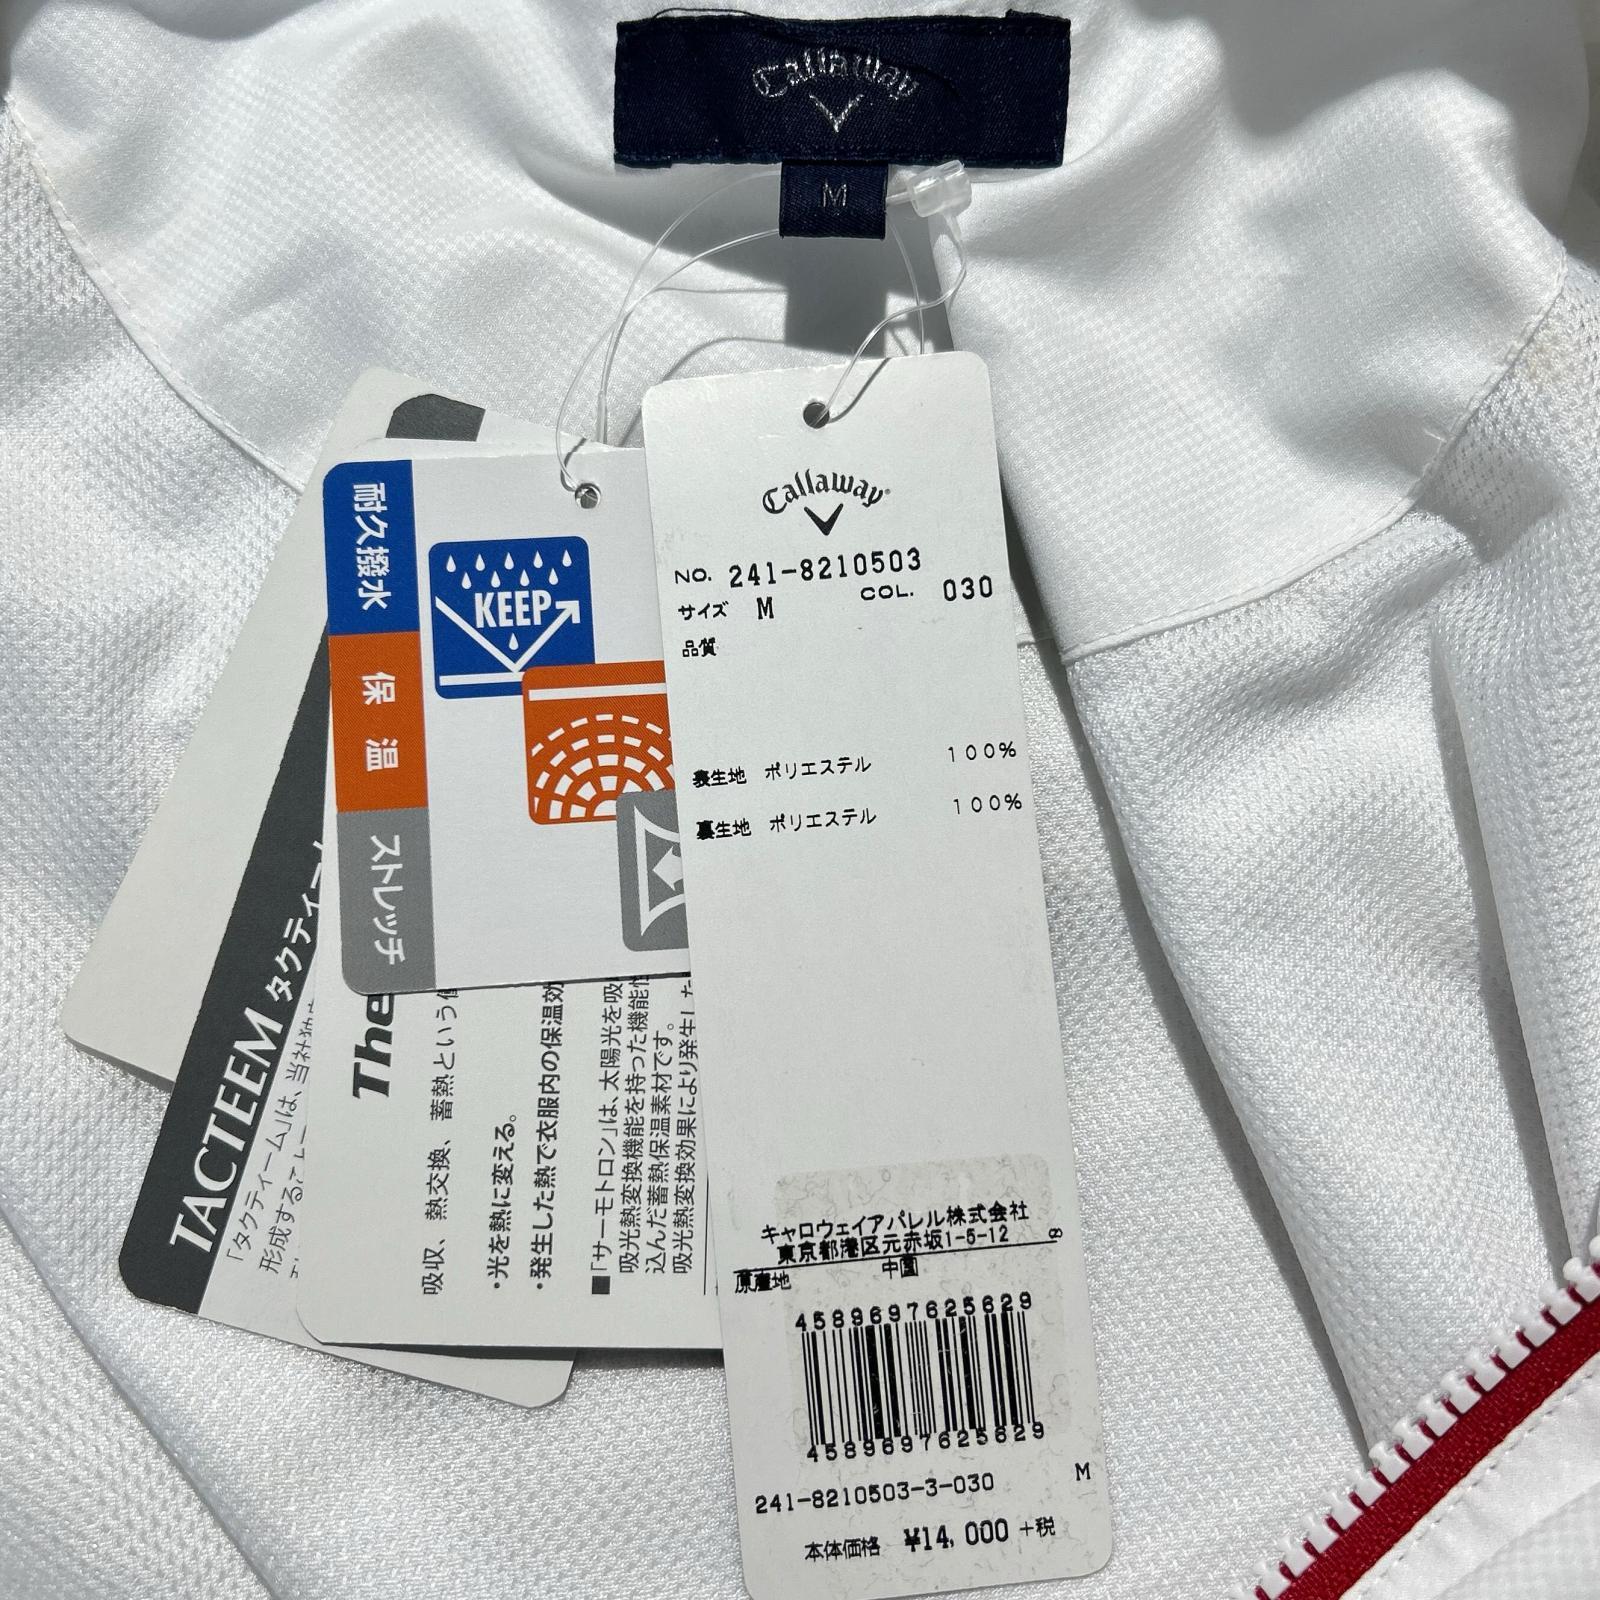 Callaway
M
Callaway
NO. 241-8210503
サイズ M COL. 030
品質
表生地 ポリエステル 100%
裏生地 ポリエステル 100%
キャロウェイアパレル株式会社
東京都港区元赤坂1-5-12 ⑧
原産地 中国
4589697625629
4589697625629
241-8210503-3-030 M
本体価格 ¥14,000 +税
耐久撥水
保温
ストレッチ
KEEP
吸収、熱交換、蓄熱という
・光を熱に変える。
・発生した熱で衣服内の保温効
■「サーモトロン」は、太陽光を吸
吸光熱変換機能を持った機能性
込んだ蓄熱保温素材です。
吸光熱変換効果により発生した
TACTEEM タクティーム
「タクティーム」は、当社独
形成すること